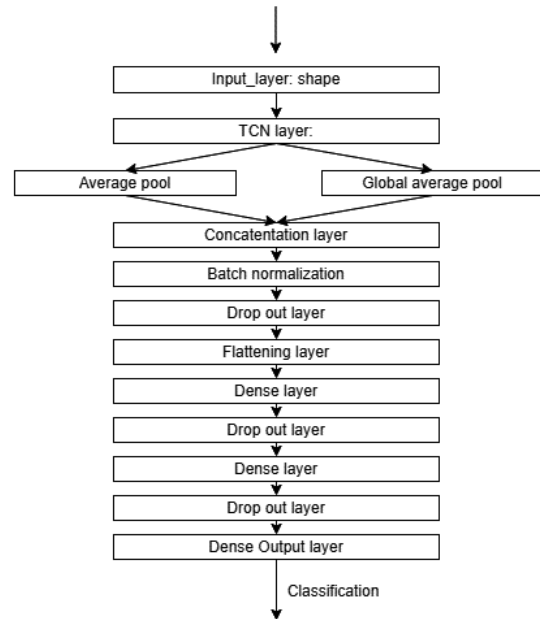 Input_layer: shape
TCN layer:
Average pool
Global average pool
Concatentation layer
Batch normalization
Drop out layer
Flattening layer
Dense layer
Drop out layer
Dense layer
Drop out layer
Dense Output layer
Classification